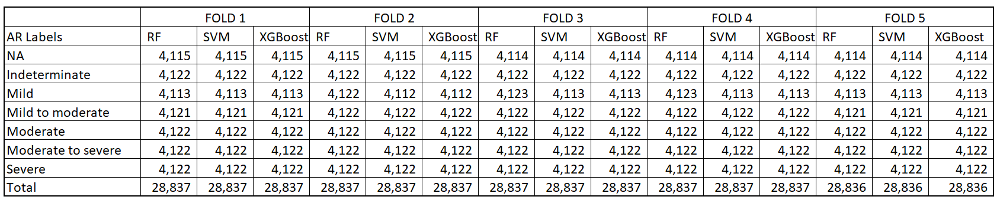 FOLD 1 FOLD 2 FOLD 3 FOLD 4 FOLD 5
AR Labels RF SVM XGBoost RF SVM XGBoost RF SVM XGBoost RF SVM XGBoost RF SVM XGBoost
NA 4,115 4,115 4,115 4,115 4,115 4,115 4,114 4,114 4,114 4,114 4,114 4,114 4,114 4,114 4,114
Indeterminate 4,122 4,122 4,122 4,122 4,122 4,122 4,122 4,122 4,122 4,122 4,122 4,122 4,122 4,122 4,122
Mild 4,113 4,113 4,113 4,122 4,112 4,112 4,123 4,113 4,113 4,123 4,113 4,113 4,113 4,113 4,113
Mild to moderate 4,121 4,121 4,121 4,122 4,122 4,122 4,122 4,122 4,122 4,122 4,122 4,122 4,121 4,121 4,121
Moderate 4,122 4,122 4,122 4,122 4,122 4,122 4,122 4,122 4,122 4,122 4,122 4,122 4,122 4,122 4,122
Moderate to severe 4,122 4,122 4,122 4,122 4,122 4,122 4,122 4,122 4,122 4,122 4,122 4,122 4,122 4,122 4,122
Severe 4,122 4,122 4,122 4,122 4,122 4,122 4,122 4,122 4,122 4,122 4,122 4,122 4,122 4,122 4,122
Total 28,837 28,837 28,837 28,837 28,837 28,837 28,837 28,837 28,837 28,837 28,837 28,837 28,836 28,836 28,836